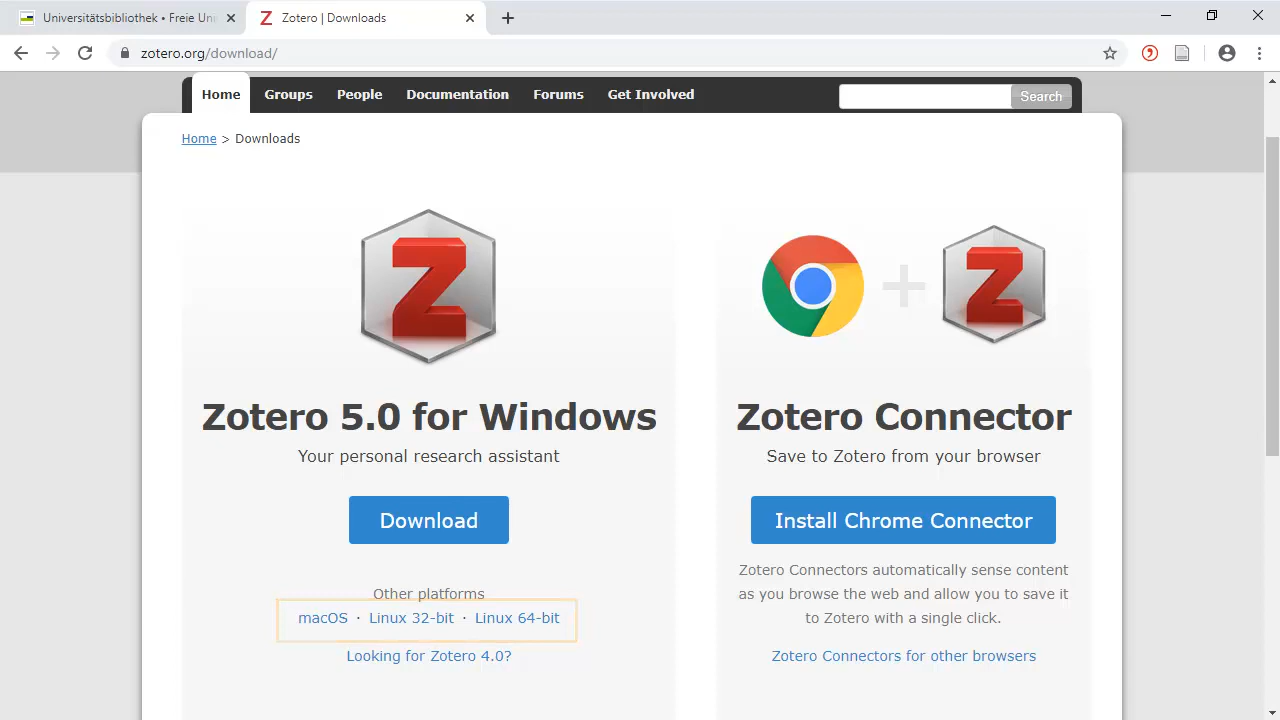 Universitätsbibliothek • Freie Un
Zotero | Downloads
zotero.org/download/
Home Groups People Documentation Forums Get Involved Search
Home > Downloads
Zotero 5.0 for Windows
Your personal research assistant
Download
Other platforms
macOS · Linux 32-bit · Linux 64-bit
Looking for Zotero 4.0?
Zotero Connector
Save to Zotero from your browser
Install Chrome Connector
Zotero Connectors automatically sense content
as you browse the web and allow you to save it
to Zotero with a single click.
Zotero Connectors for other browsers